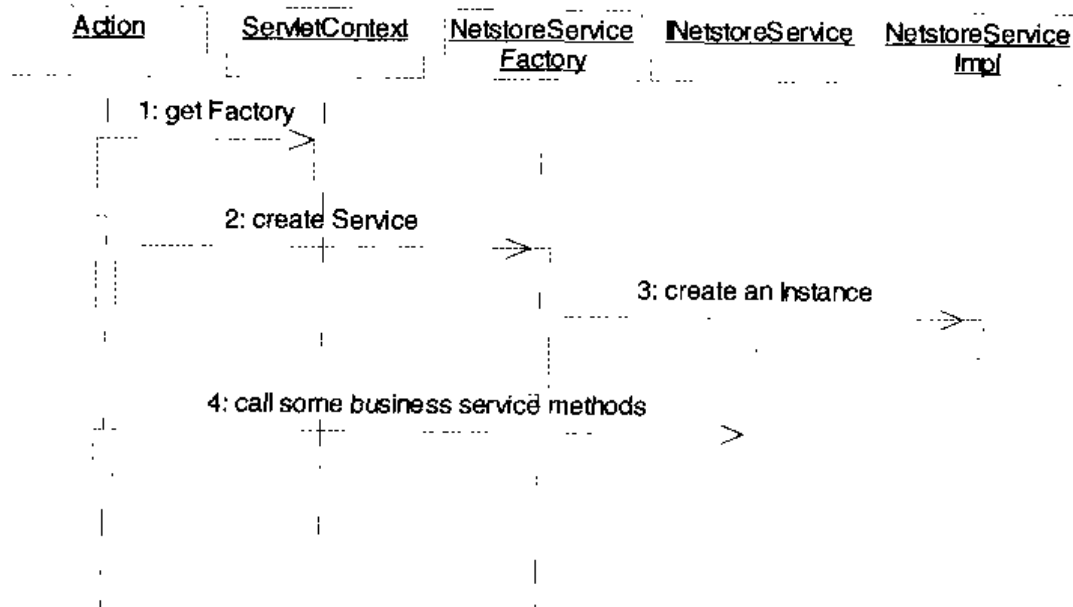 Action
ServletContext
NetstoreService
Factory
INetstoreService
NetstoreService
Impl
1: get Factory
2: create Service
3: create an Instance
4: call some business service methods